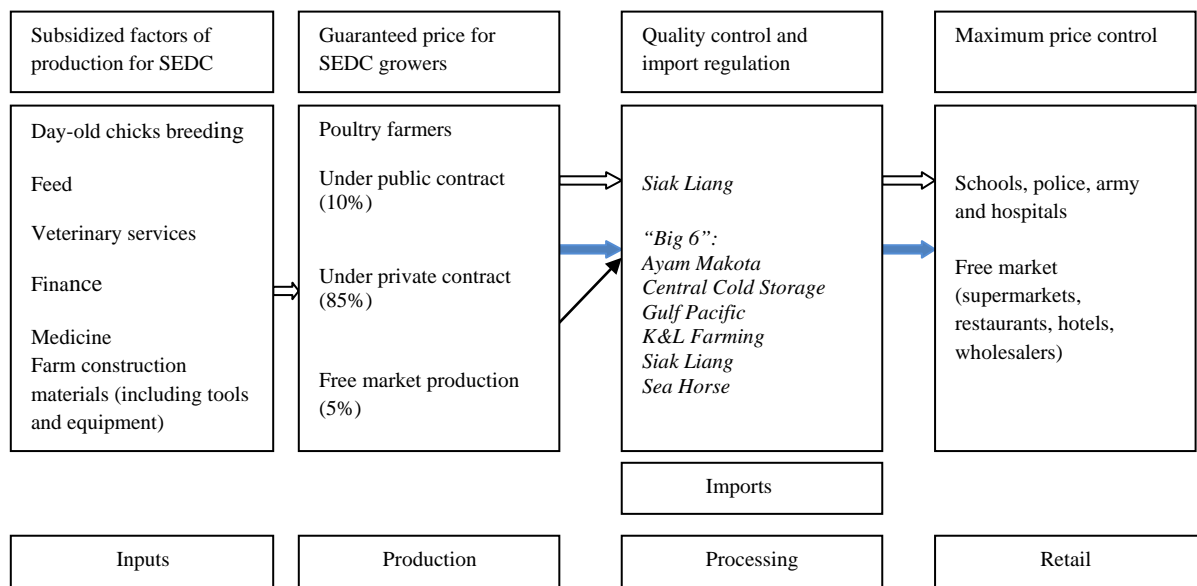 Subsidized factors of
production for SEDC
Guaranteed price for
SEDC growers
Quality control and
import regulation
Maximum price control
Day-old chicks breeding
Feed
Veterinary services
Finance
Medicine
Farm construction
materials (including tools
and equipment)
Poultry farmers
Under public contract
(10%)
Under private contract
(85%)
Free market production
(5%)
Siak Liang
“Big 6”:
Ayam Makota
Central Cold Storage
Gulf Pacific
K&L Farming
Siak Liang
Sea Horse
Schools, police, army
and hospitals
Free market
(supermarkets,
restaurants, hotels,
wholesalers)
Imports
Inputs
Production
Processing
Retail